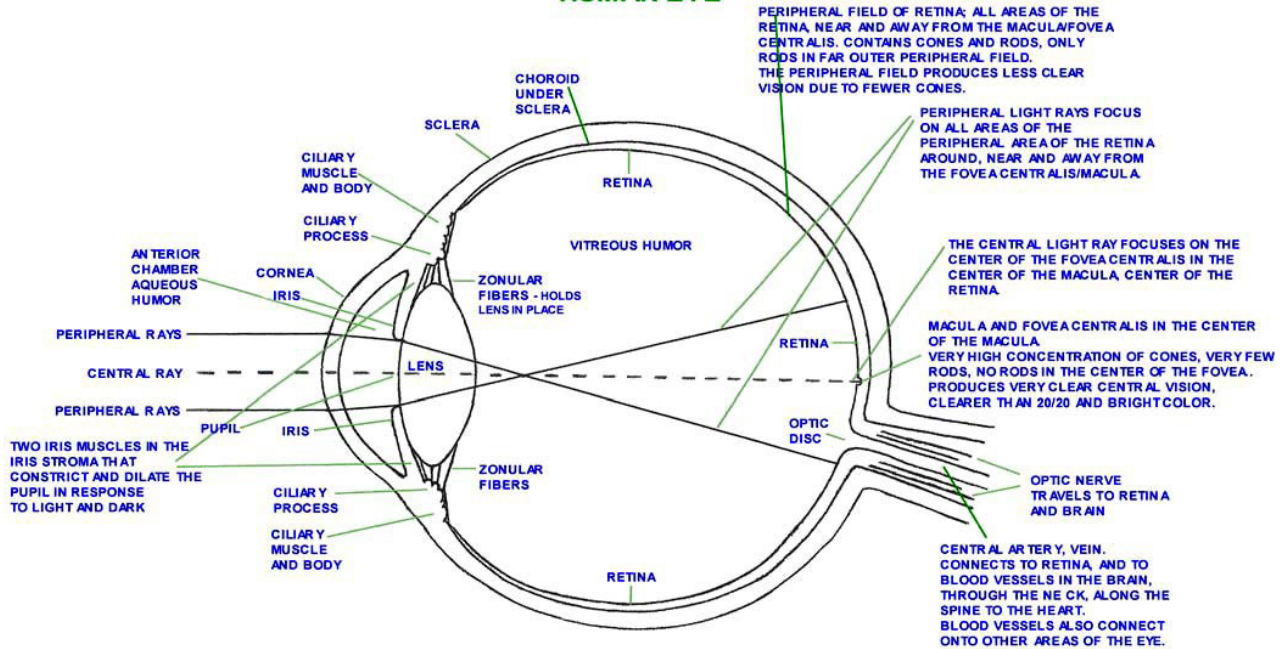 HUMAN EYE
PERIPHERAL FIELD OF RETINA; ALL AREAS OF THE
RETINA, NEAR AND AWAY FROM THE MACULA/FOVEA
CENTRALIS. CONTAINS CONES AND RODS, ONLY
RODS IN FAR OUTER PERIPHERAL FIELD.
THE PERIPHERAL FIELD PRODUCES LESS CLEAR
VISION DUE TO FEWER CONES.
CHOROID
UNDER
SCLERA
SCLERA
PERIPHERAL LIGHT RAYS FOCUS
ON ALL AREAS OF THE
PERIPHERAL AREA OF THE RETINA
AROUND, NEAR AND AWAY FROM
THE FOVEA CENTRALIS/MACULA.
CILIARY
MUSCLE
AND BODY
RETINA
CILIARY
PROCESS
VITREOUS HUMOR
THE CENTRAL LIGHT RAY FOCUSES ON THE
CENTER OF THE FOVEA CENTRALIS IN THE
CENTER OF THE MACULA, CENTER OF THE
RETINA.
ANTERIOR
CHAMBER
AQUEOUS
HUMOR
CORNEA
IRIS
ZONULAR
FIBERS - HOLDS
LENS IN PLACE
PERIPHERAL RAYS
RETINA
MACULA AND FOVEA CENTRALIS IN THE CENTER
OF THE MACULA.
VERY HIGH CONCENTRATION OF CONES, VERY FEW
RODS, NO RODS IN THE CENTER OF THE FOVEA.
PRODUCES VERY CLEAR CENTRAL VISION,
CLEARER THAN 20/20 AND BRIGHT COLOR.
CENTRAL RAY
LENS
PERIPHERAL RAYS
PUPIL
IRIS
OPTIC
DISC
TWO IRIS MUSCLES IN THE
IRIS STROMA THAT
CONSTRICT AND DILATE THE
PUPIL IN RESPONSE
TO LIGHT AND DARK
ZONULAR
FIBERS
CILIARY
PROCESS
OPTIC NERVE
TRAVELS TO RETINA
AND BRAIN
CILIARY
MUSCLE
AND BODY
RETINA
CENTRAL ARTERY, VEIN.
CONNECTS TO RETINA, AND TO
BLOOD VESSELS IN THE BRAIN,
THROUGH THE NE CK, ALONG THE
SPINE TO THE HEART.
BLOOD VESSELS ALSO CONNECT
ONTO OTHER AREAS OF THE EYE.